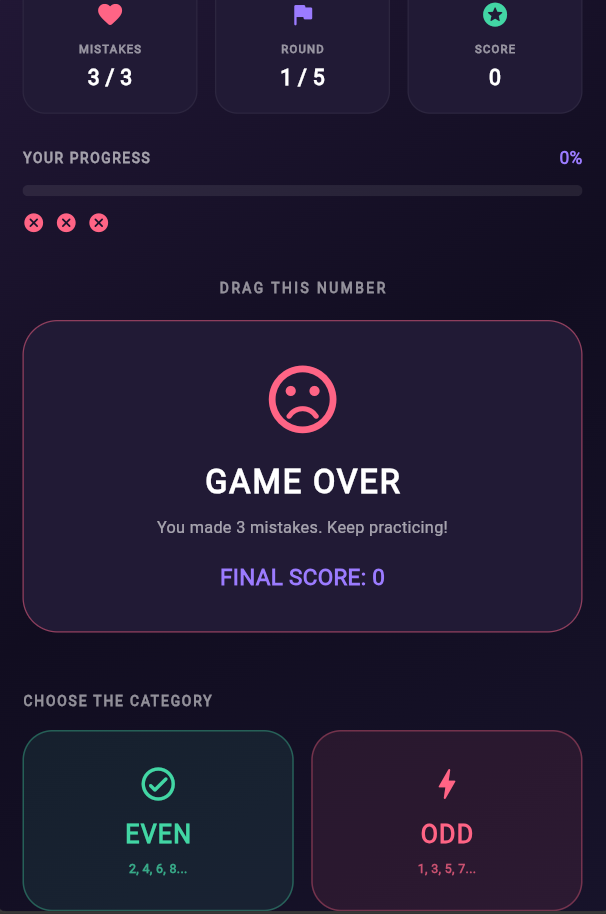 MISTAKES
3 / 3
ROUND
1 / 5
SCORE
0
YOUR PROGRESS
0%
DRAG THIS NUMBER
GAME OVER
You made 3 mistakes. Keep practicing!
FINAL SCORE: 0
CHOOSE THE CATEGORY
EVEN
2, 4, 6, 8...
ODD
1, 3, 5, 7...